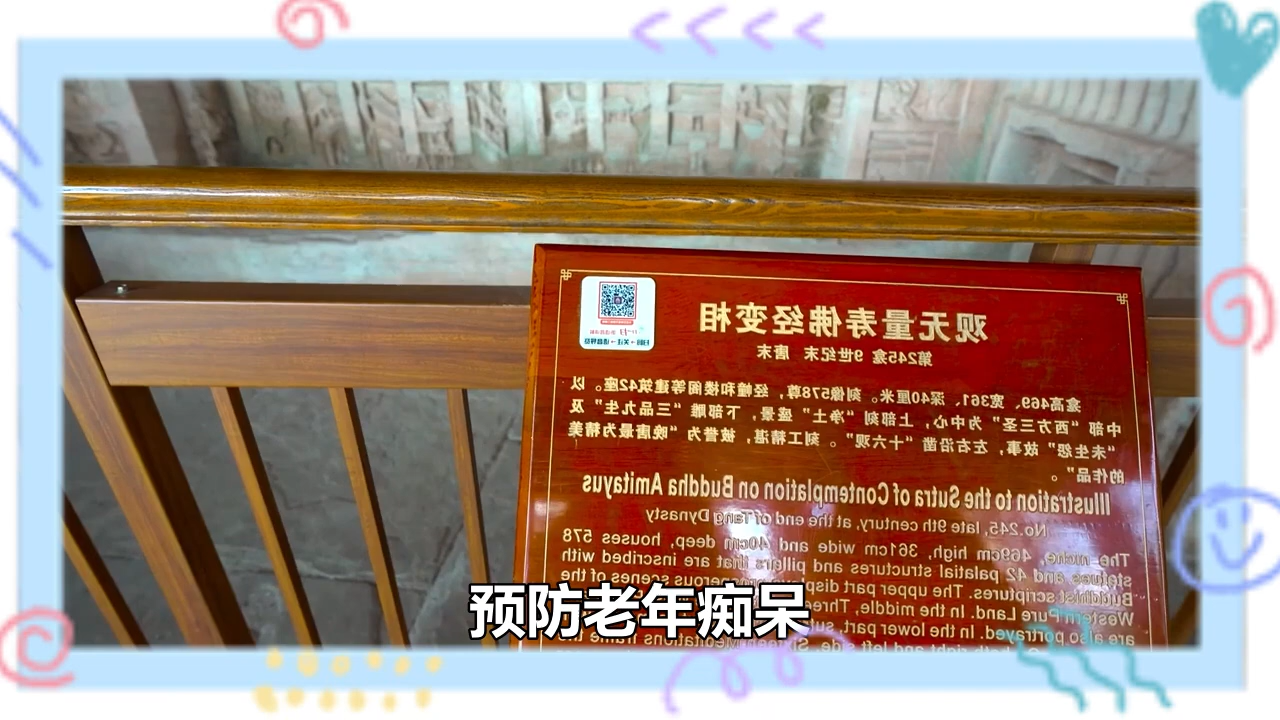 观无量寿佛经变相
第245龛 9世纪末 唐末
龛高469、宽361、深40厘米。刻像578尊，经幢和楼阁等建筑42座。以
中部“西方三圣”为中心，上部刻“净土”盛景，下部雕“三品九生”及
“未生怨”故事，左右沿凿“十六观”。刻工精湛，被誉为“晚唐最为精美
的作品”。
Illustration to the Sutra of Contemplation on Buddha Amitayus
No.245, late 9th century, at the end of Tang Dynasty
The niche, 469cm high, 361cm wide and 40cm deep, houses 578
statues and 42 palatial structures and pillars that are inscribed with
Buddhist scriptures. The upper part displays prosperous scenes of the
Western Pure Land. In the middle, Three
are also portrayed. In the lower part,
right and left side, Sixteen Meditations
预防老年痴呆